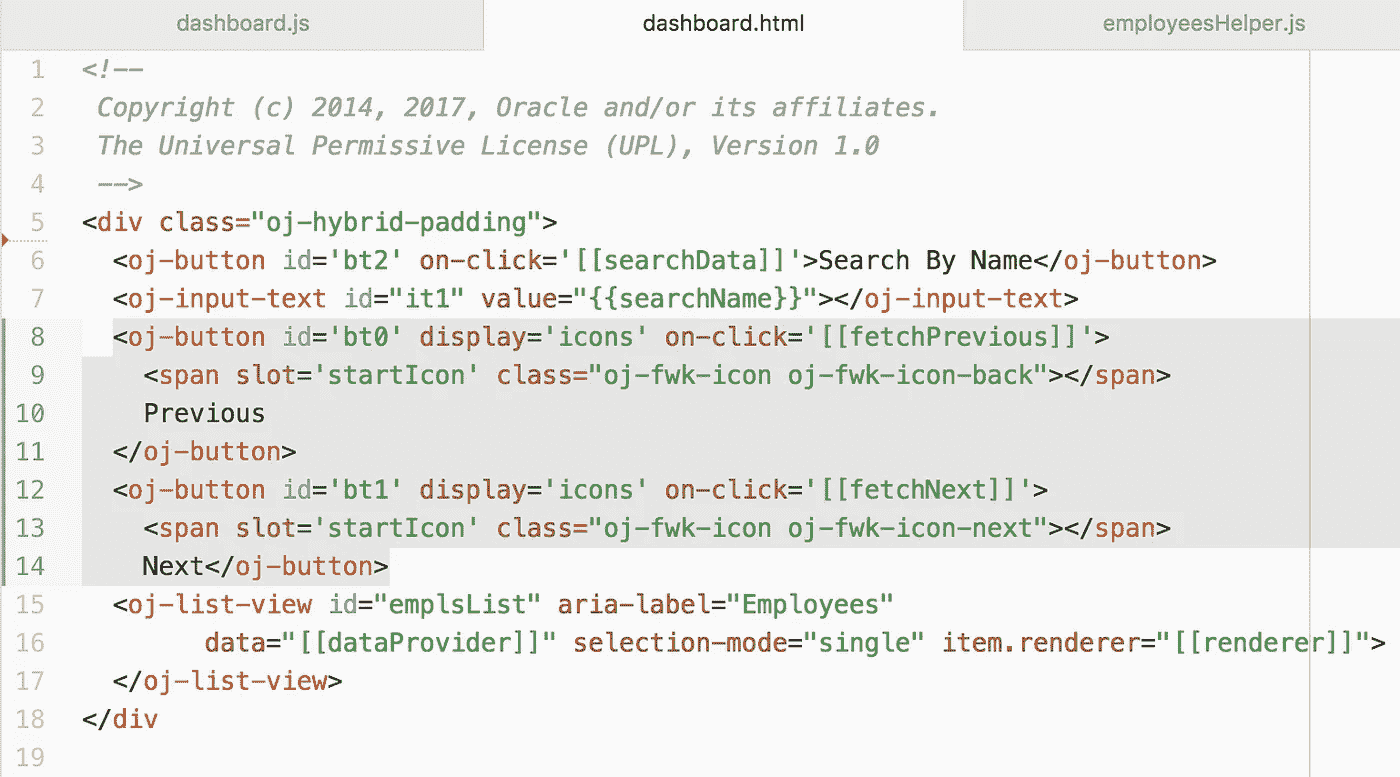 dashboard.js dashboard.html employeesHelper.js
1 <!--
2 Copyright (c) 2014, 2017, Oracle and/or its affiliates.
3 The Universal Permissive License (UPL), Version 1.0
4 -->
5 <div class="oj-hybrid-padding">
6 <oj-button id='bt2' on-click='[[searchData]]'>Search By Name</oj-button>
7 <oj-input-text id="it1" value="{{searchName}}"></oj-input-text>
8 <oj-button id='bt0' display='icons' on-click='[[fetchPrevious]]'>
9 <span slot='startIcon' class="oj-fwk-icon oj-fwk-icon-back"></span>
10 Previous
11 </oj-button>
12 <oj-button id='bt1' display='icons' on-click='[[fetchNext]]'>
13 <span slot='startIcon' class="oj-fwk-icon oj-fwk-icon-next"></span>
14 Next</oj-button>
15 <oj-list-view id="emplsList" aria-label="Employees"
16 data="[[dataProvider]]" selection-mode="single" item.renderer="[[renderer]]">
17 </oj-list-view>
18 </div
19